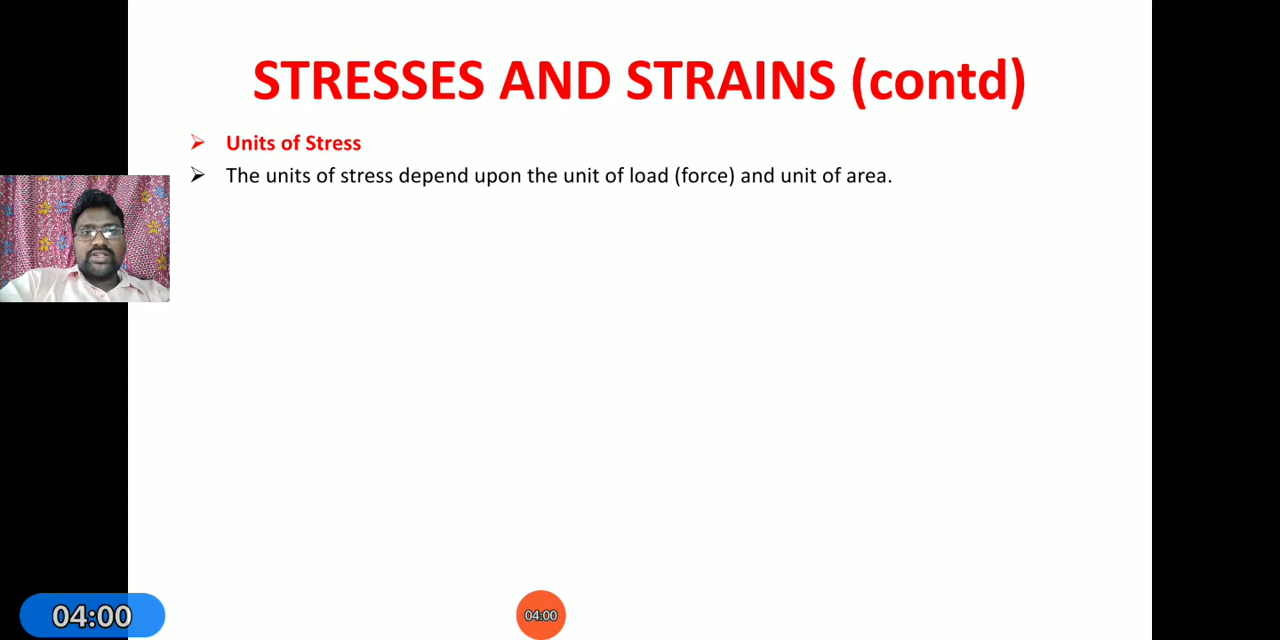 STRESSES AND STRAINS (contd)
Units of Stress
The units of stress depend upon the unit of load (force) and unit of area.
04:00
04:00